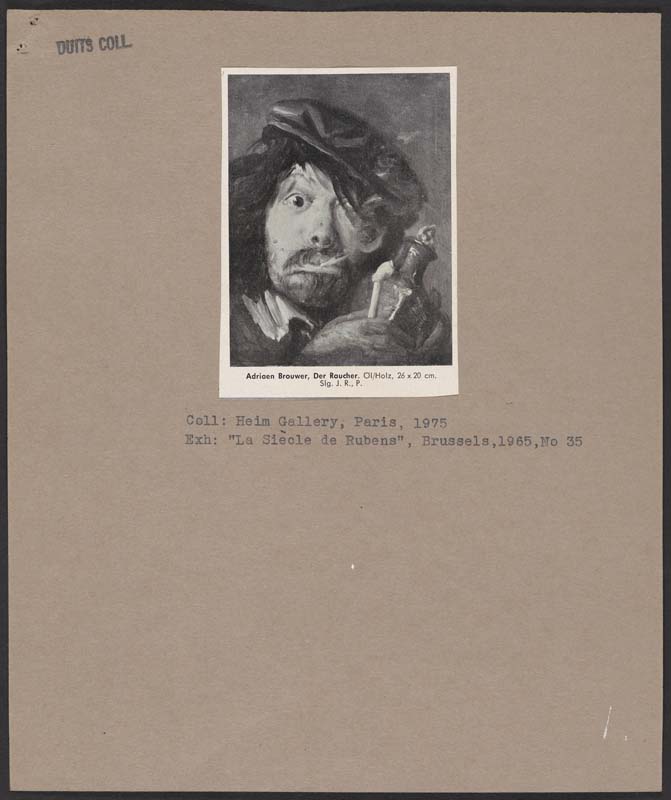 DUITS COLL.
Adriaen Brouwer, Der Raucher. Öl/Holz, 26 x 20 cm.
Slg. J. R., P.
Coll: Heim Gallery, Paris, 1975
Exh: "La Siècle de Rubens", Brussels,1965,No 35